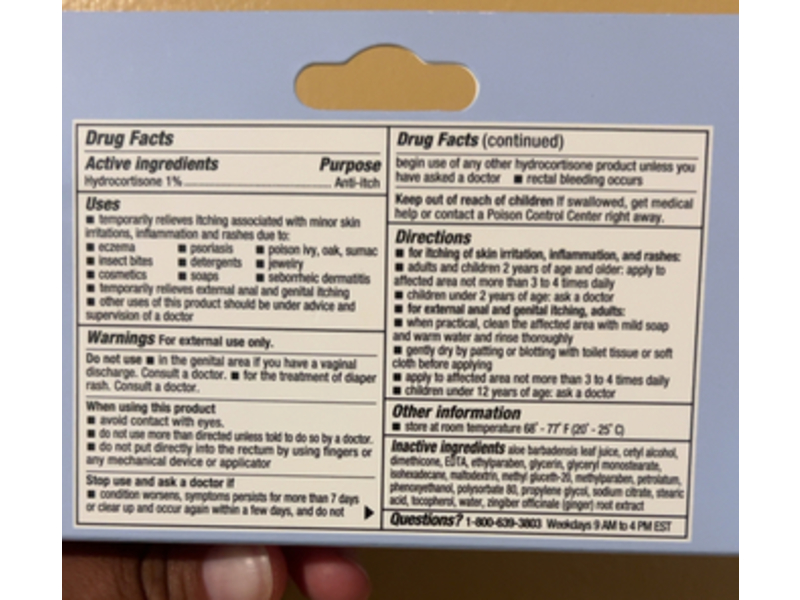 Drug Facts
Active ingredients Purpose
Hydrocortisone 1% Anti-itch
Uses
■ temporarily relieves itching associated with minor skin
irritations, inflammation and rashes due to:
■ eczema ■ psoriasis ■ poison ivy, oak, sumac
■ insect bites ■ detergents ■ jewelry
■ cosmetics ■ soaps ■ seborrheic dermatitis
■ temporarily relieves external anal and genital itching
■ other uses of this product should be under advice and
supervision of a doctor
Warnings For external use only.
Do not use ■ in the genital area if you have a vaginal
discharge. Consult a doctor. ■ for the treatment of diaper
rash. Consult a doctor.
When using this product
■ avoid contact with eyes.
■ do not use more than directed unless told to do so by a doctor.
■ do not put directly into the rectum by using fingers or
any mechanical device or applicator
Stop use and ask a doctor if
■ condition worsens, symptoms persists for more than 7 days
or clear up and occur again within a few days, and do not
Drug Facts (continued)
begin use of any other hydrocortisone product unless you
have asked a doctor ■ rectal bleeding occurs
Keep out of reach of children If swallowed, get medical
help or contact a Poison Control Center right away.
Directions
■ for itching of skin irritation, inflammation, and rashes:
■ adults and children 2 years of age and older: apply to
affected area not more than 3 to 4 times daily
■ children under 2 years of age: ask a doctor
■ for external anal and genital itching, adults:
■ when practical, clean the affected area with mild soap
and warm water and rinse thoroughly
■ gently dry by patting or blotting with toilet tissue or soft
cloth before applying
■ apply to affected area not more than 3 to 4 times daily
■ children under 12 years of age: ask a doctor
Other information
■ store at room temperature 68° - 77° F (20° - 25° C)
Inactive ingredients aloe barbadensis leaf juice, cetyl alcohol,
dimethicone, EDTA, ethylparaben, glycerin, glyceryl monostearate,
isohexadecane, maltodextrin, methyl gluceth-20, methylparaben, petrolatum,
phenoxyethanol, polysorbate 80, propylene glycol, sodium citrate, stearic
acid, tocopherol, water, zingiber officinale (ginger) root extract
Questions? 1-800-639-3803 Weekdays 9 AM to 4 PM EST